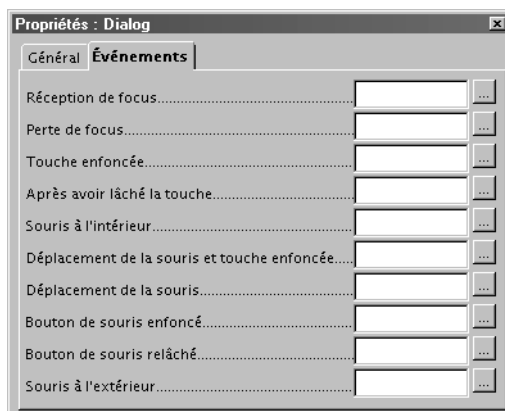 Propriétés : Dialog
Général Événements
Réception de focus.................................................. ...
Perte de focus.................................................. ...
Touche enfoncée.................................................. ...
Après avoir lâché la touche.................................. ...
Souris à l'intérieur.................................................. ...
Déplacement de la souris et touche enfoncée..... ...
Déplacement de la souris...................................... ...
Bouton de souris enfoncé...................................... ...
Bouton de souris relâché....................................... ...
Souris à l'extérieur.................................................. ...